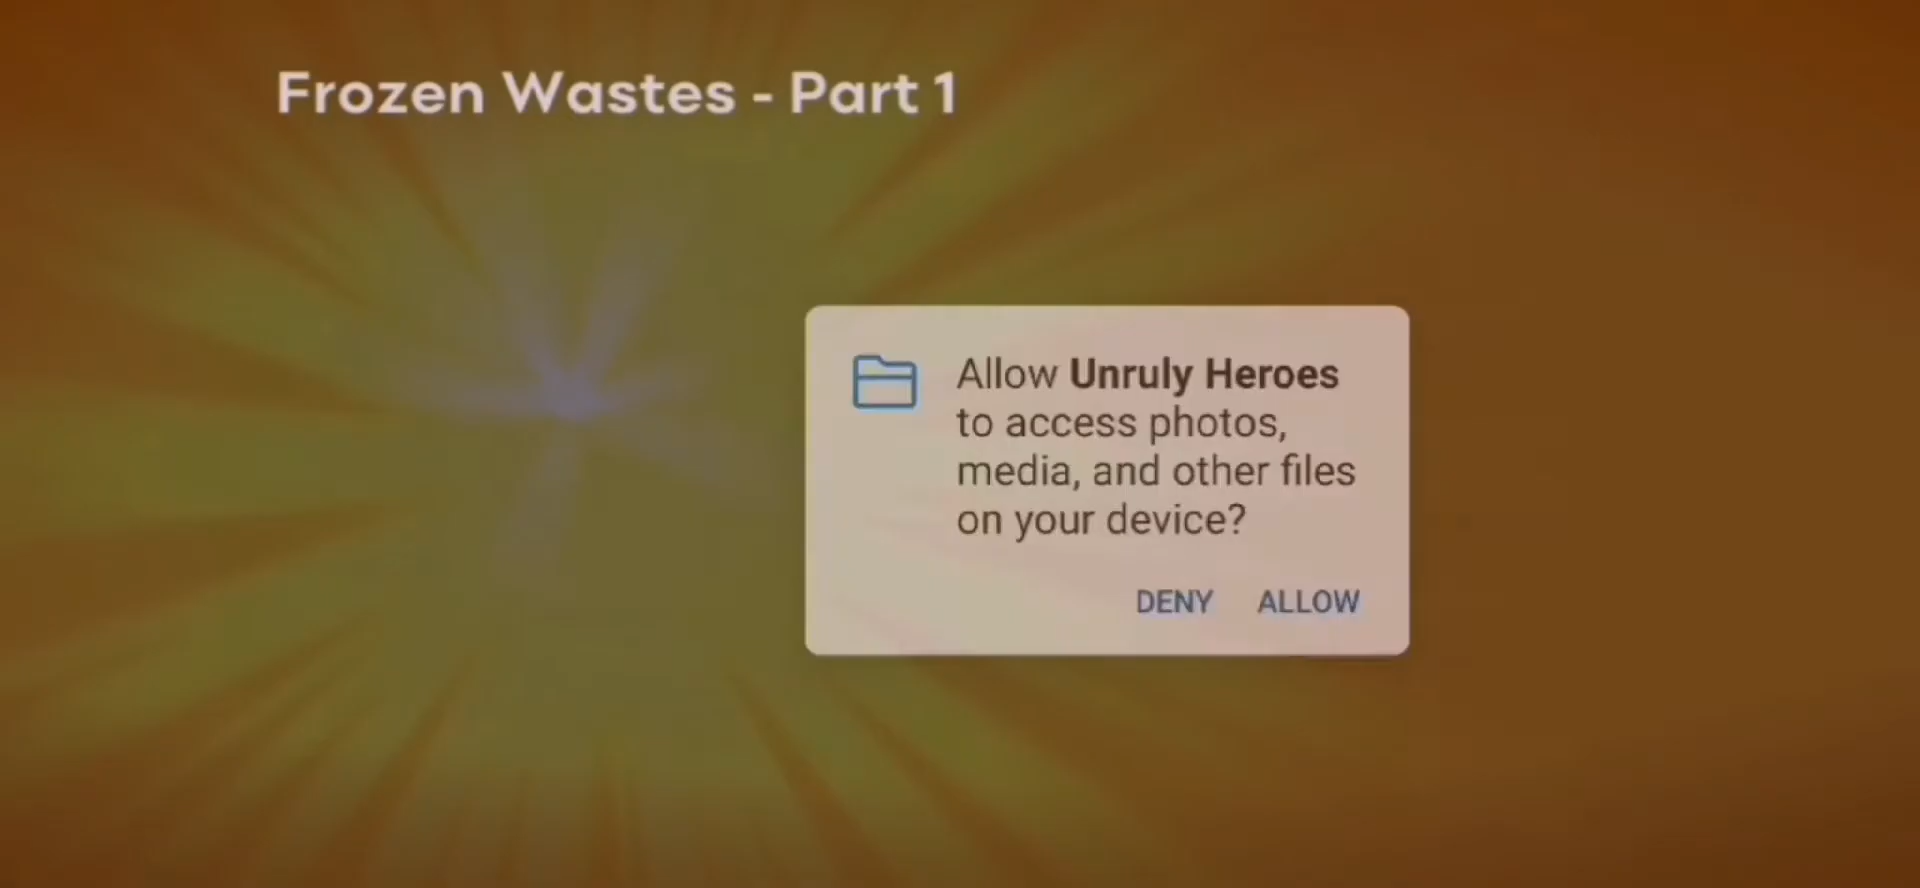 Frozen Wastes - Part 1
Allow Unruly Heroes
to access photos,
media, and other files
on your device?
DENY ALLOW